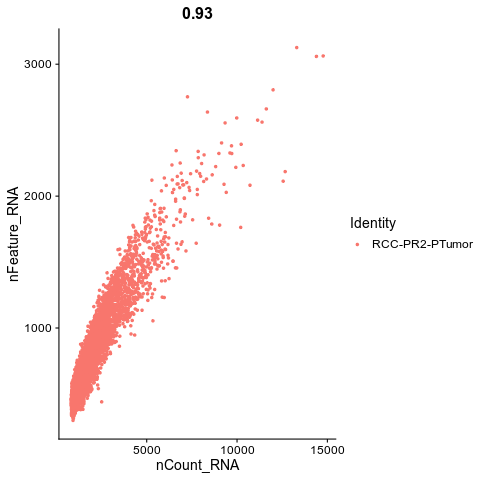 0.93
3000
2000
1000
nFeature_RNA
5000 10000 15000
nCount_RNA
Identity
RCC-PR2-PTumor